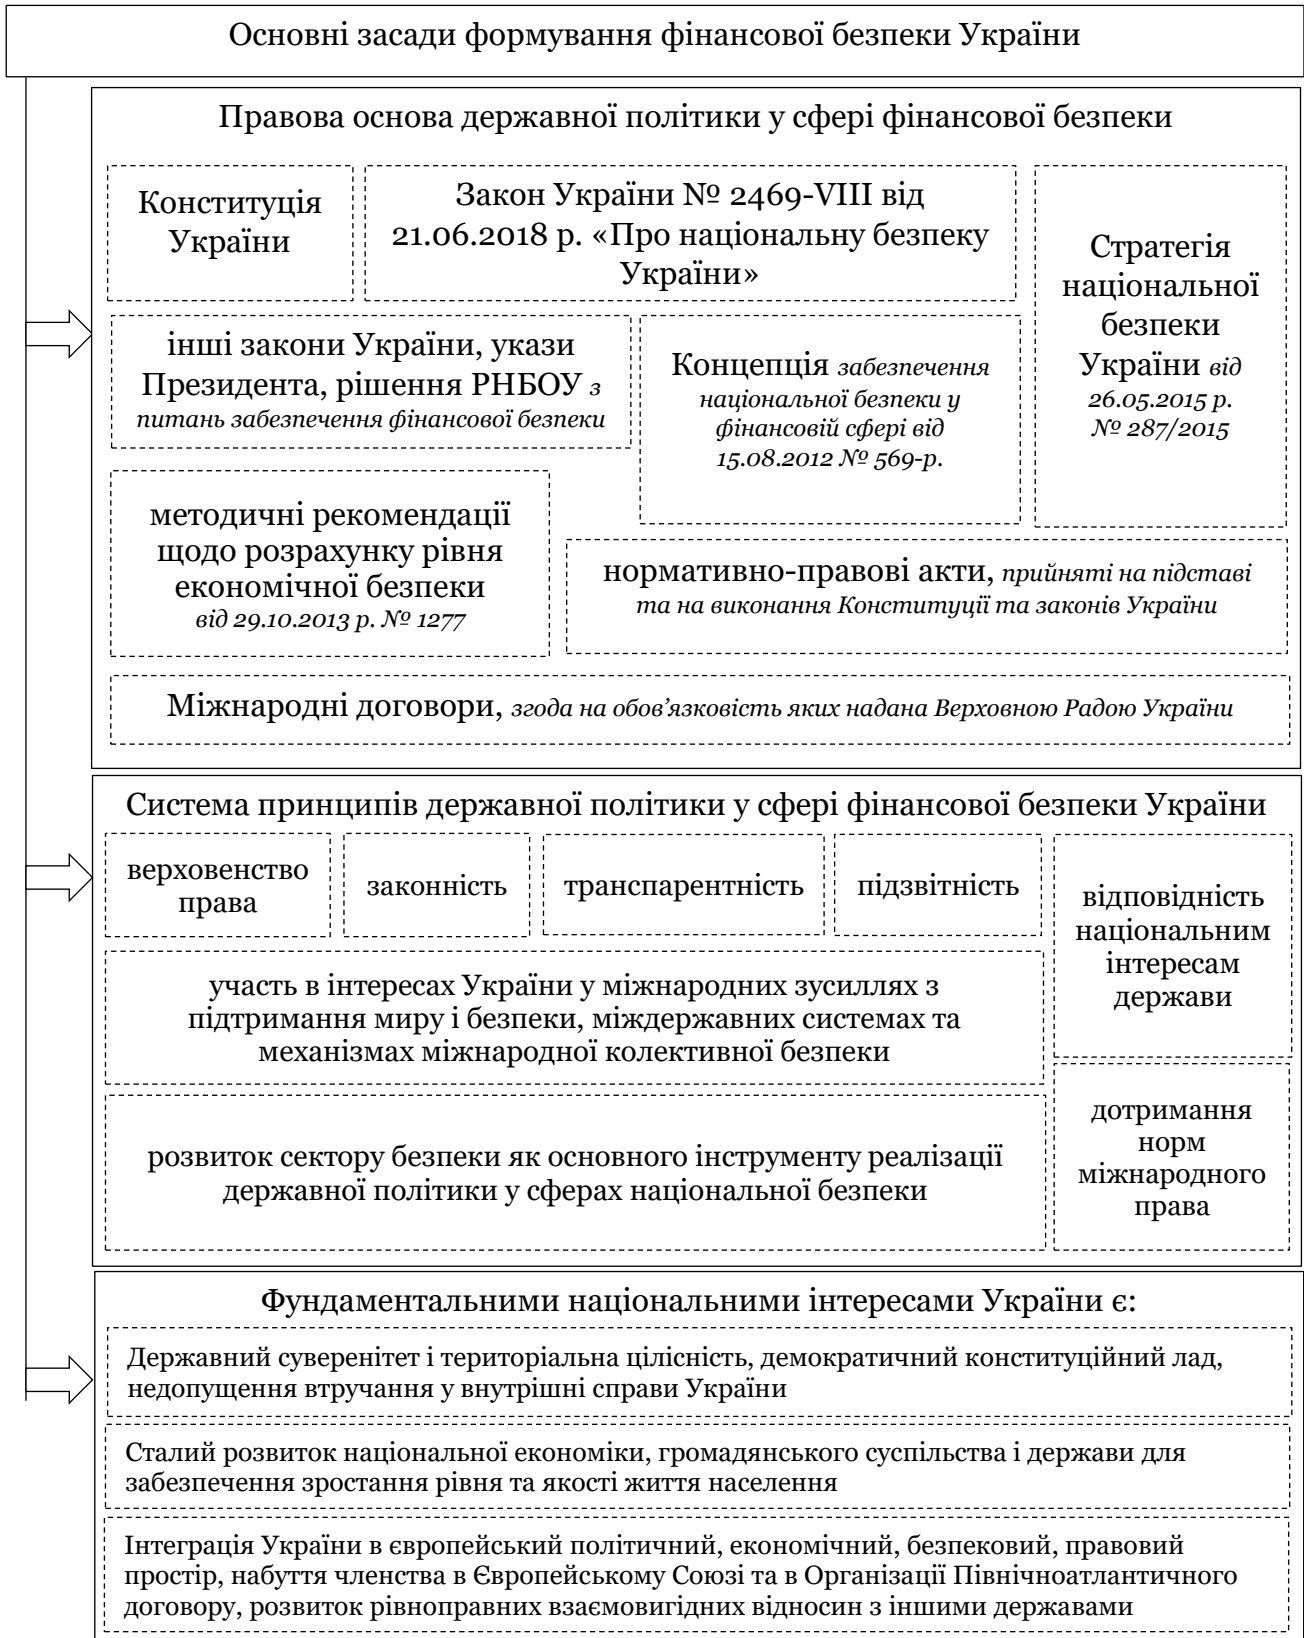 Основні засади формування фінансової безпеки України
Правова основа державної політики у сфері фінансової безпеки
Конституція
України
Закон України № 2469-VIII від
21.06.2018 р. «Про національну безпеку
України»
Стратегія
національної
безпеки
України від
26.05.2015 р.
№ 287/2015
інші закони України, укази
Президента, рішення РНБОУ з
питань забезпечення фінансової безпеки
Концепція забезпечення
національної безпеки у
фінансовій сфері від
15.08.2012 № 569-р.
методичні рекомендації
щодо розрахунку рівня
економічної безпеки
від 29.10.2013 р. № 1277
нормативно-правові акти, прийняті на підставі
та на виконання Конституції та законів України
Міжнародні договори, згода на обов’язковість яких надана Верховною Радою України
Система принципів державної політики у сфері фінансової безпеки України
верховенство
права
законність
транспарентність
підзвітність
відповідність
національним
інтересам
держави
участь в інтересах України у міжнародних зусиллях з
підтримання миру і безпеки, міждержавних системах та
механізмах міжнародної колективної безпеки
розвиток сектору безпеки як основного інструменту реалізації
державної політики у сферах національної безпеки
дотримання
норм
міжнародного
права
Фундаментальними національними інтересами України є:
Державний суверенітет і територіальна цілісність, демократичний конституційний лад,
недопущення втручання у внутрішні справи України
Сталий розвиток національної економіки, громадянського суспільства і держави для
забезпечення зростання рівня та якості життя населення
Інтеграція України в європейський політичний, економічний, безпековий, правовий
простір, набуття членства в Європейському Союзі та в Організації Північноатлантичного
договору, розвиток рівноправних взаємовигідних відносин з іншими державами